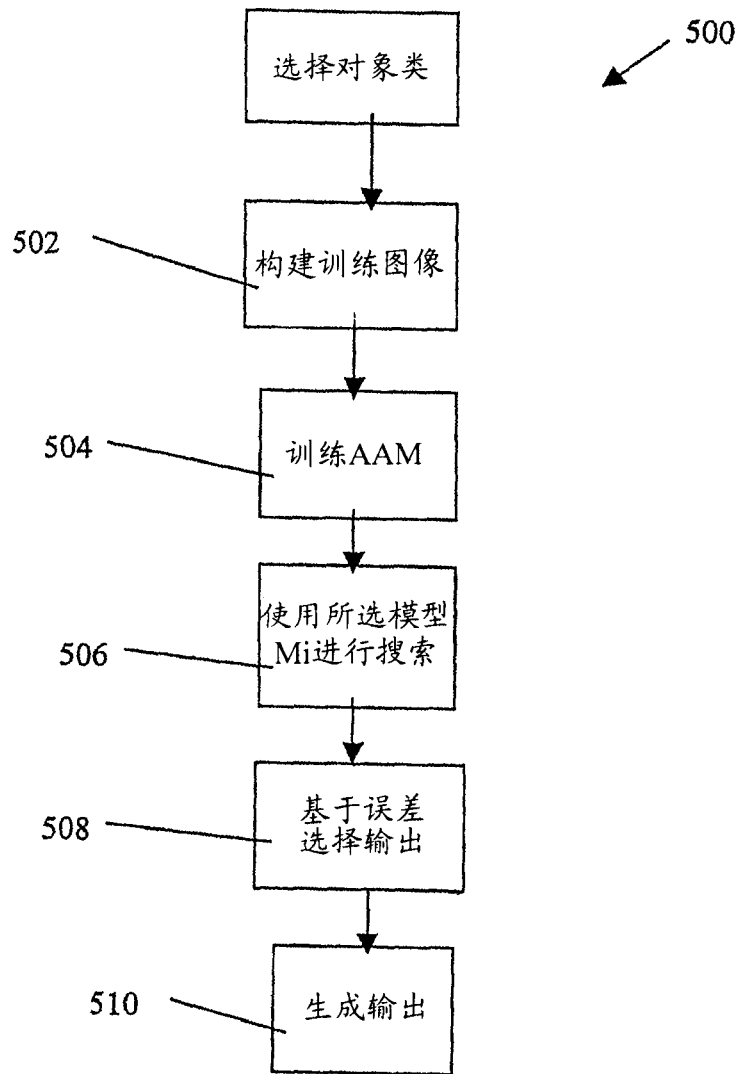 选择对象类
500
502
构建训练图像
504
训练AAM
506
使用所选模型
Mi进行搜索
508
基于误差
选择输出
510
生成输出